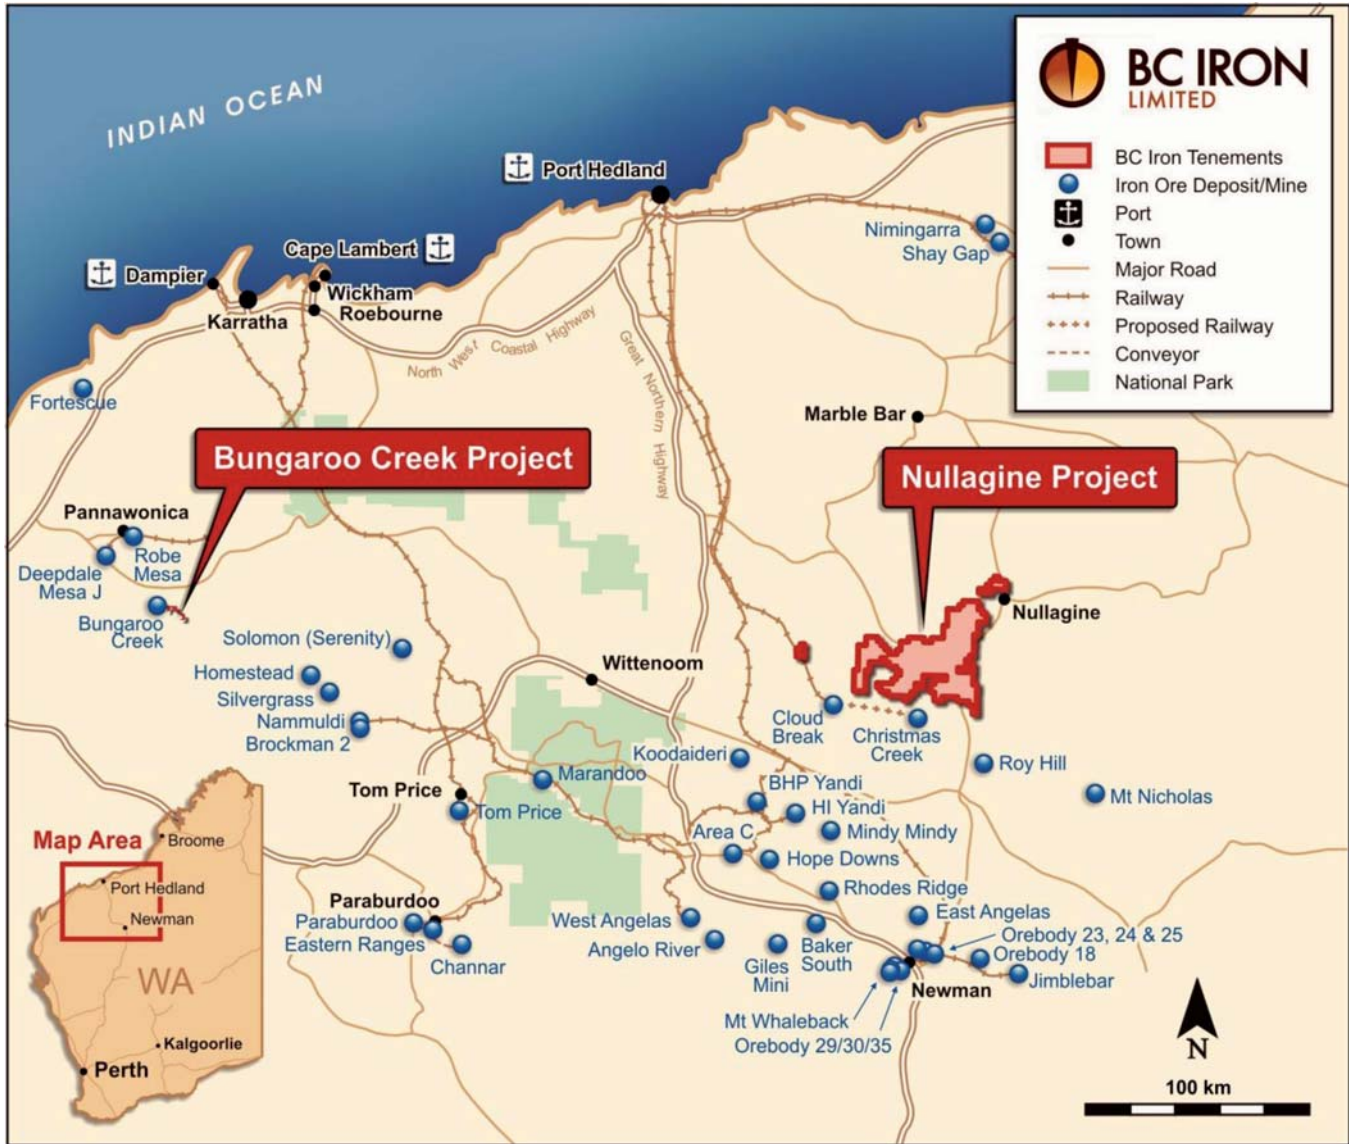 INDIAN OCEAN
BC IRON
LIMITED
BC Iron Tenements
Iron Ore Deposit/Mine
Port
Town
Major Road
Railway
Proposed Railway
Conveyor
National Park
Port Hedland
Nimingarra
Shay Gap
Cape Lambert
Dampier
Wickham
Roebourne
Karratha
North West Coastal Highway
Great Northern Highway
Fortescue
Marble Bar
Bungaroo Creek Project
Nullagine Project
Pannawonica
Robe
Mesa
Deepdale
Mesa J
Bungaroo
Creek
Nullagine
Solomon (Serenity)
Homestead
Silvergrass
Nammuldi
Brockman 2
Wittenoom
Cloud
Break
Christmas
Creek
Koodaideri
Roy Hill
Mt Nicholas
Marandoo
BHP Yandi
HI Yandi
Tom Price
Tom Price
Area C
Mindy Mindy
Hope Downs
Rhodes Ridge
Paraburdoo
Paraburdoo
Eastern Ranges
Channar
West Angelas
Angelo River
Giles
Mini
Baker
South
East Angelas
Orebody 23, 24 & 25
Orebody 18
Jimblebar
Newman
Mt Whaleback
Orebody 29/30/35
Map Area
Broome
Port Hedland
Newman
WA
Kalgoorlie
Perth
N
100 km